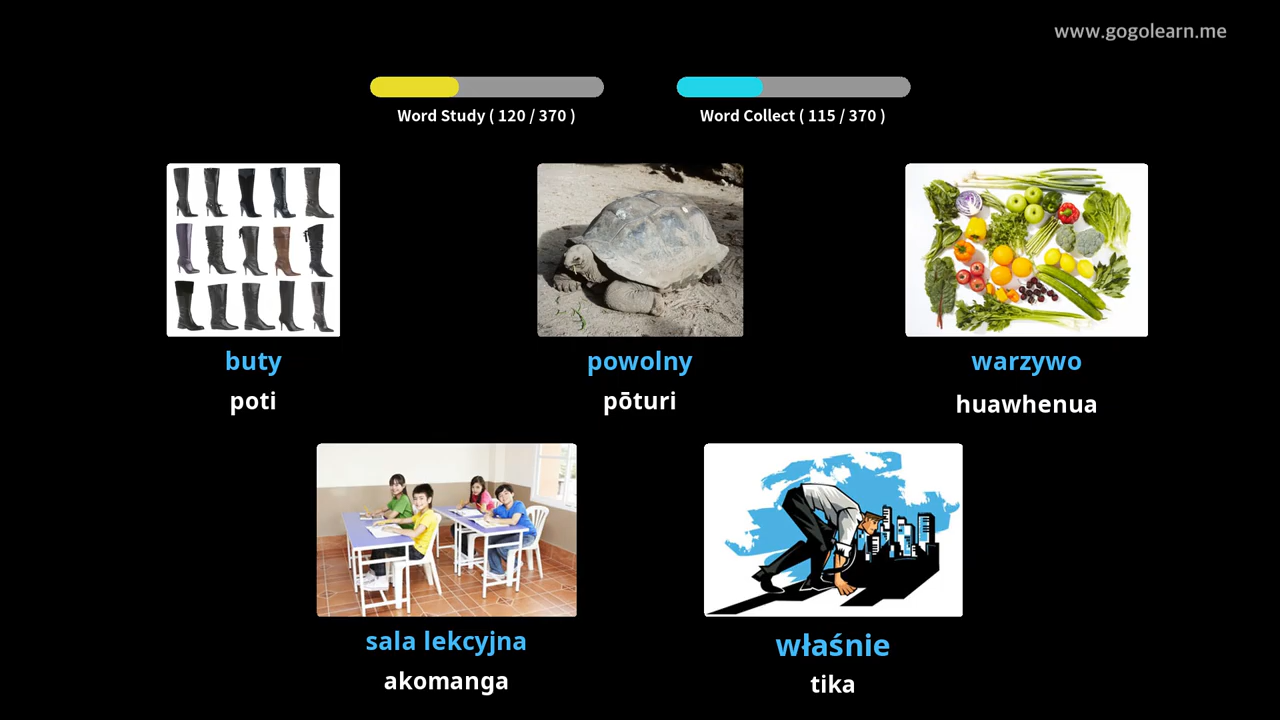 www.gogolearn.me
Word Study ( 120 / 370 )
Word Collect ( 115 / 370 )
buty
poti
powolny
pōturi
warzywo
huawhenua
sala lekcyjna
akomanga
właśnie
tika